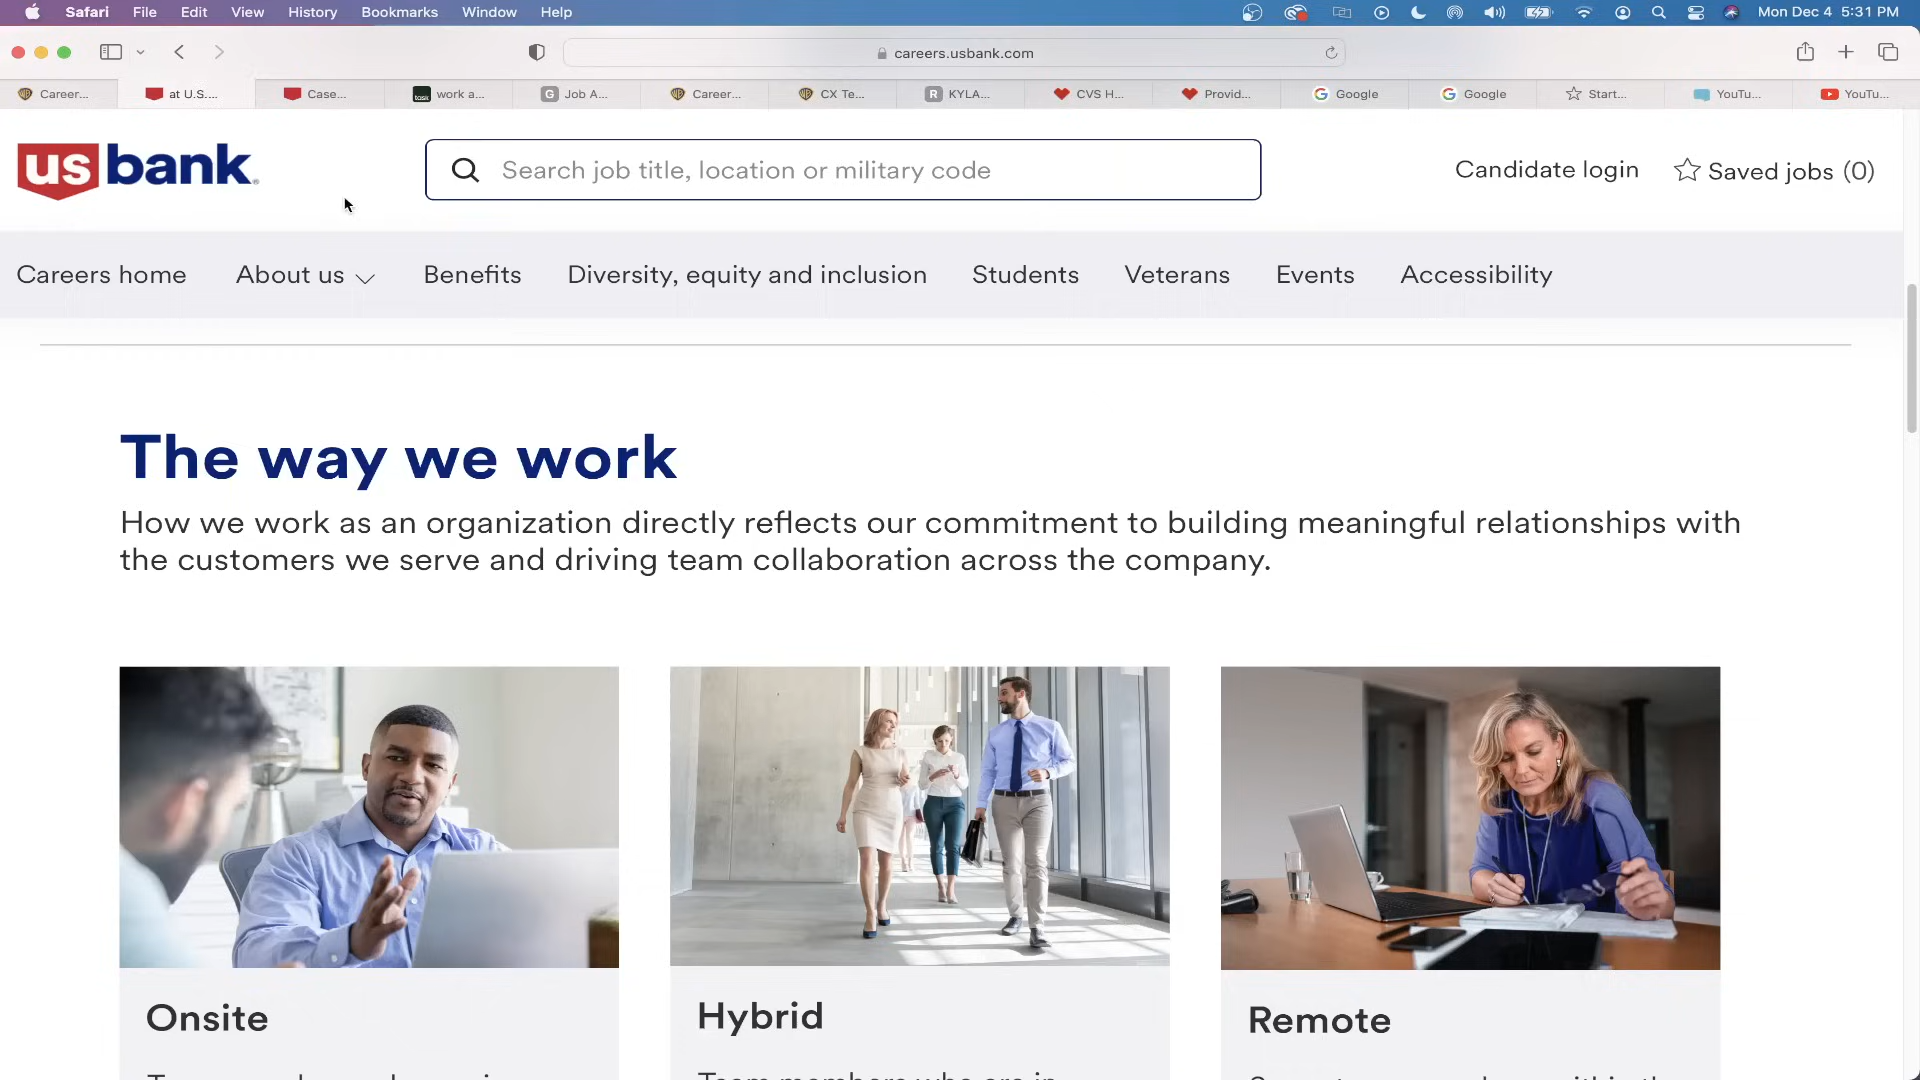 Safari File Edit View History Bookmarks Window Help Mon Dec 4 5:31 PM
careers.usbank.com
Career... at U.S.... Case... work a... Job A... Career... CX Te... KYLA... CVS H... Provid... Google Google Start... YouTu... YouTu...
us bank Search job title, location or military code Candidate login Saved jobs (0)
Careers home About us Benefits Diversity, equity and inclusion Students Veterans Events Accessibility
The way we work
How we work as an organization directly reflects our commitment to building meaningful relationships with
the customers we serve and driving team collaboration across the company.
Onsite Hybrid Remote